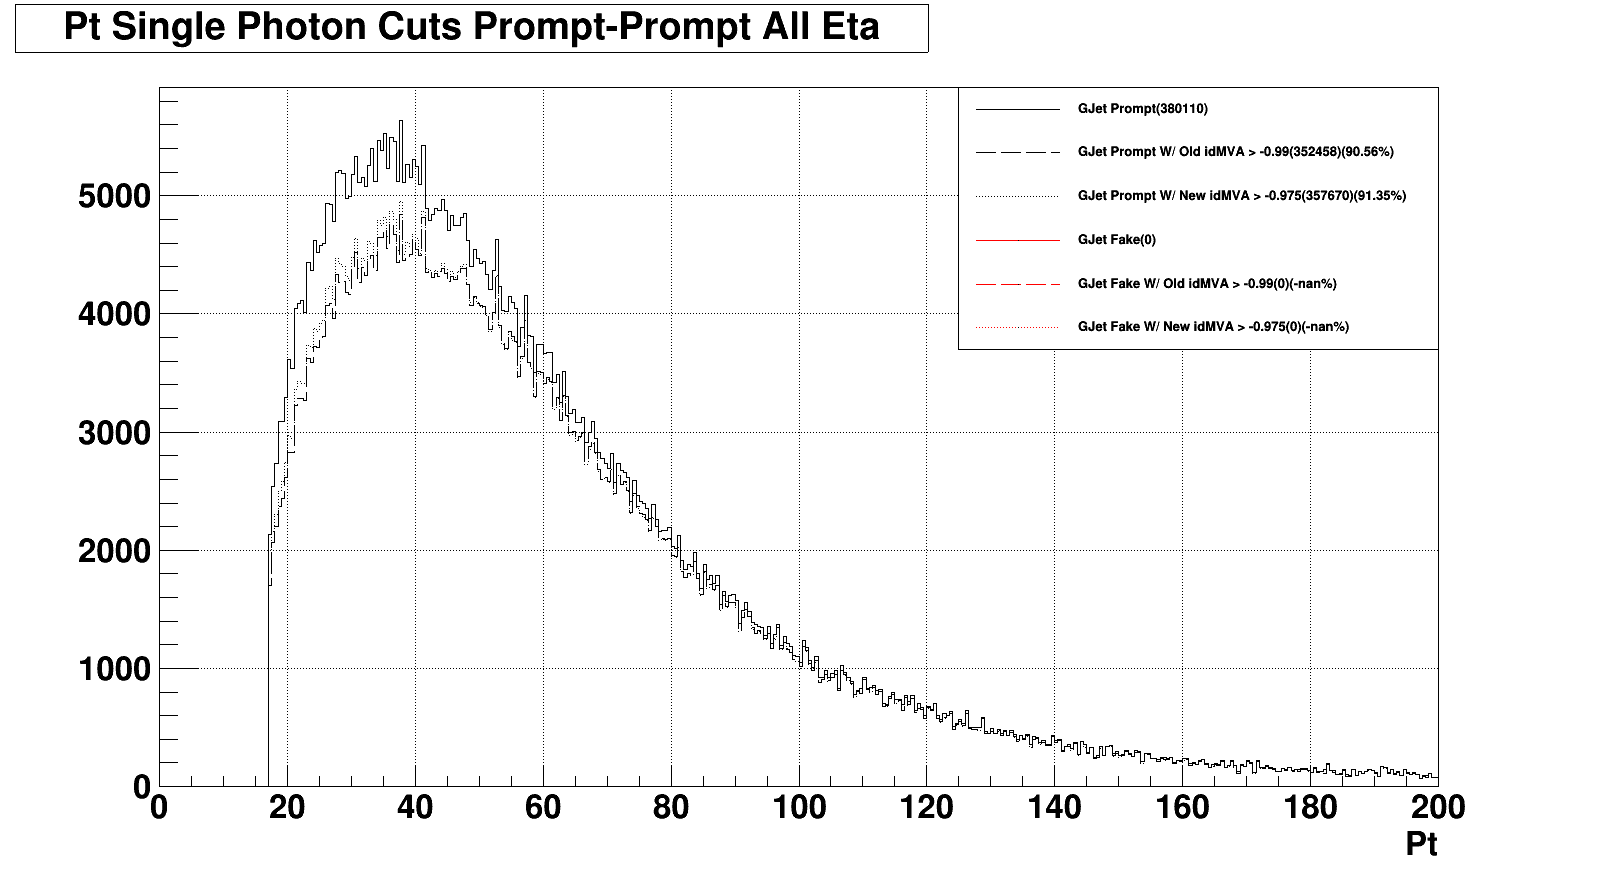 Pt Single Photon Cuts Prompt-Prompt All Eta
GJet Prompt(380110)
GJet Prompt W/ Old idMVA > -0.99(352458)(90.56%)
GJet Prompt W/ New idMVA > -0.975(357670)(91.35%)
GJet Fake(0)
GJet Fake W/ Old idMVA > -0.99(0)(-nan%)
GJet Fake W/ New idMVA > -0.975(0)(-nan%)
5000
4000
3000
2000
1000
0
0 20 40 60 80 100 120 140 160 180 200
Pt